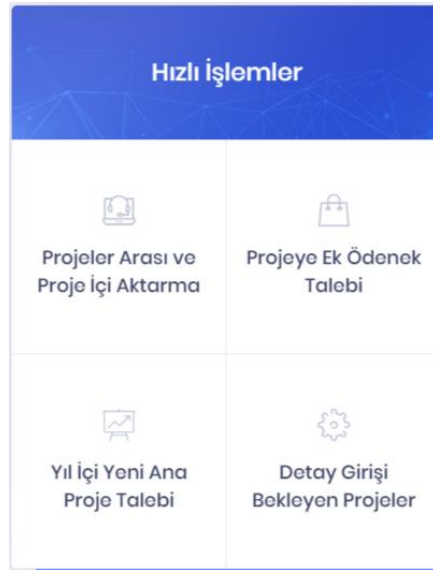 Hızlı İşlemler
Projeler Arası ve
Proje İçi Aktarma
Projeye Ek Ödenek
Talebi
Yıl İçi Yeni Ana
Proje Talebi
Detay Girişi
Bekleyen Projeler